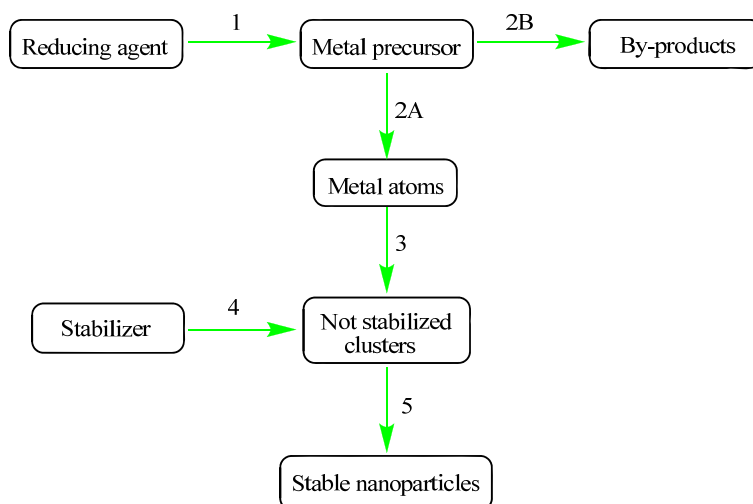 1
2B
Reducing agent
Metal precursor
By-products
2A
Metal atoms
3
4
Stabilizer
Not stabilized
clusters
5
Stable nanoparticles